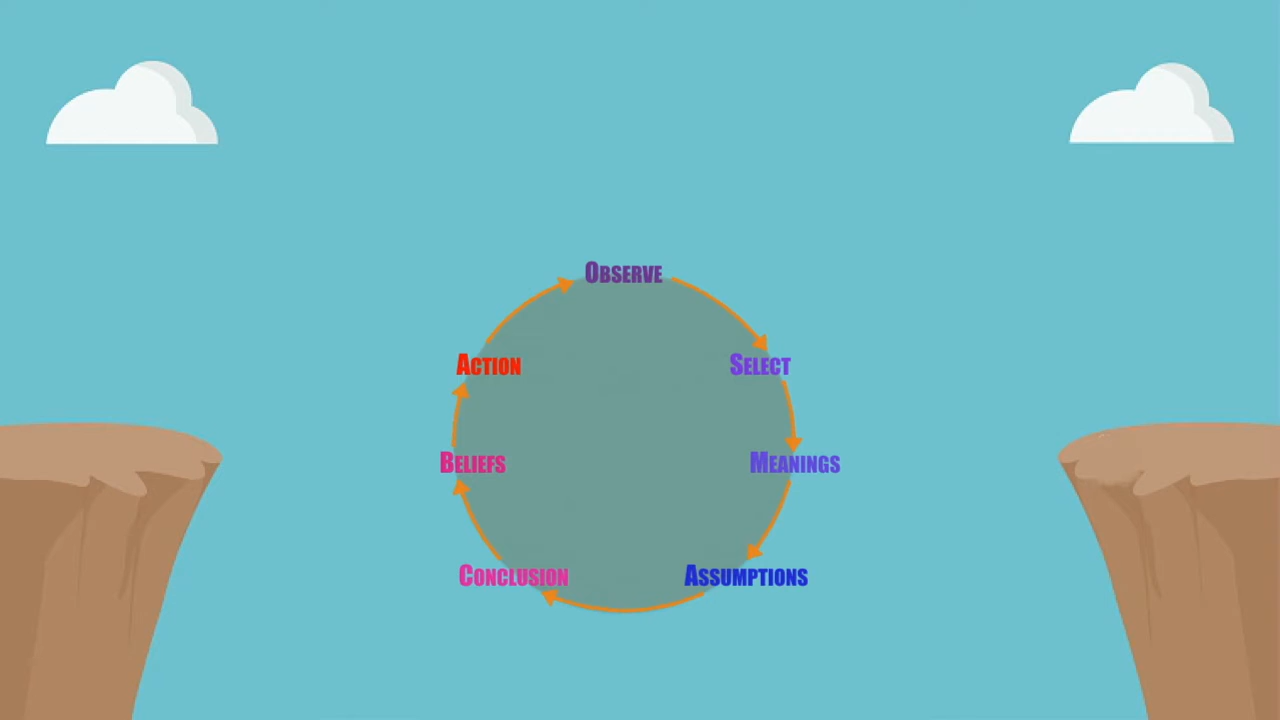 Observe
Select
Meanings
Assumptions
Conclusion
Beliefs
Action